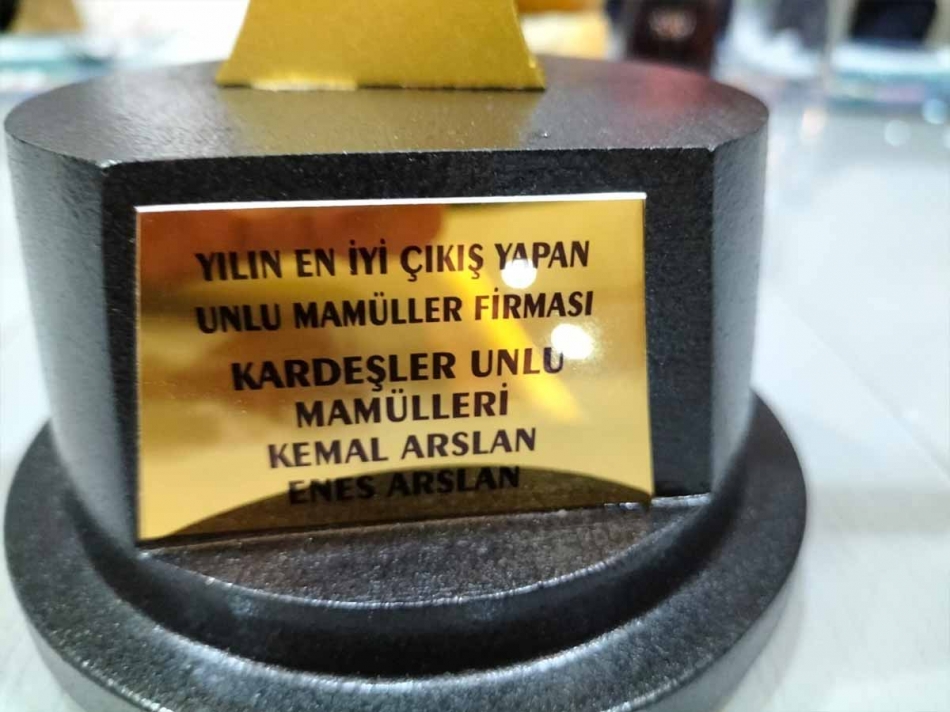 YILIN EN İYİ ÇIKIŞ YAPAN
UNLU MAMÜLLER FİRMASI
KARDEŞLER UNLU
MAMÜLLERİ
KEMAL ARSLAN
ENES ARSLAN